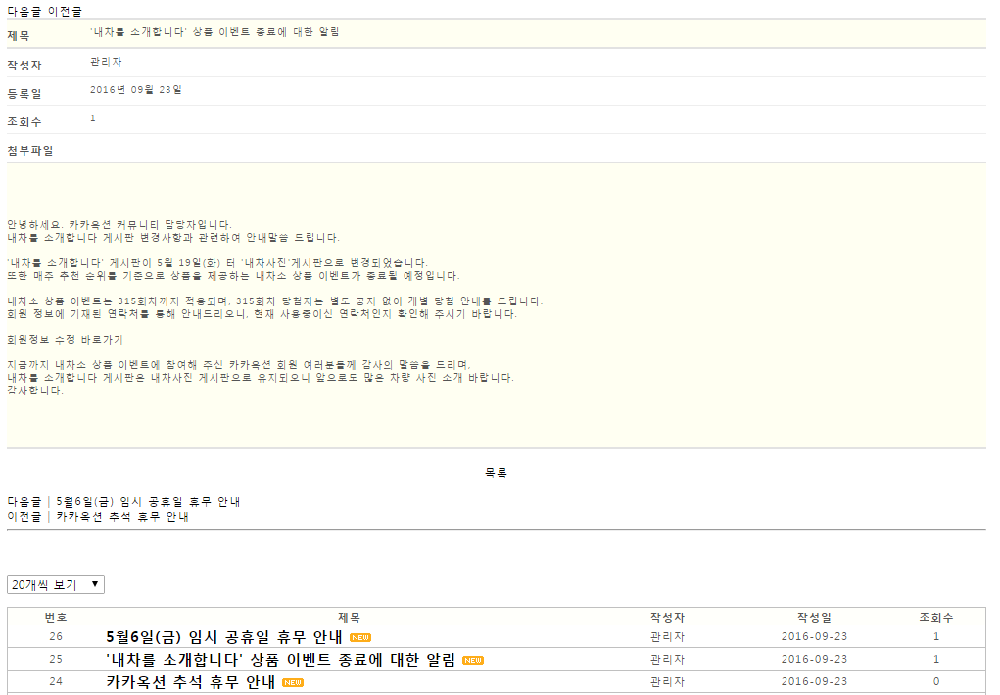 다음글 이전글
제목 '내차를 소개합니다' 상품 이벤트 종료에 대한 알림
작성자 관리자
등록일 2016년 09월 23일
조회수 1
첨부파일
안녕하세요. 카카옥션 커뮤니티 담당자입니다.
내차를 소개합니다 게시판 변경사항과 관련하여 안내말씀 드립니다.
'내차를 소개합니다' 게시판이 5월 19일(화) 터 '내차사진'게시판으로 변경되었습니다.
또한 매주 추천 순위를 기준으로 상품을 제공하는 내차소 상품 이벤트가 종료될 예정입니다.
내차소 상품 이벤트는 315회차까지 적용되며, 315회차 당첨자는 별도 공지 없이 개별 당첨 안내를 드립니다.
회원 정보에 기재된 연락처를 통해 안내드리오니, 현재 사용중이신 연락처인지 확인해 주시기 바랍니다.
회원정보 수정 바로가기
지금까지 내차소 상품 이벤트에 참여해 주신 카카옥션 회원 여러분들께 감사의 말씀을 드리며,
내차를 소개합니다 게시판은 내차사진 게시판으로 유지되오니 앞으로도 많은 차량 사진 소개 바랍니다.
감사합니다.
목록
다음글 | 5월6일(금) 임시 공휴일 휴무 안내
이전글 | 카카옥션 추석 휴무 안내
20개씩 보기 ▼
번호 제목 작성자 작성일 조회수
26 5월6일(금) 임시 공휴일 휴무 안내 NEW 관리자 2016-09-23 1
25 '내차를 소개합니다' 상품 이벤트 종료에 대한 알림 NEW 관리자 2016-09-23 1
24 카카옥션 추석 휴무 안내 NEW 관리자 2016-09-23 0